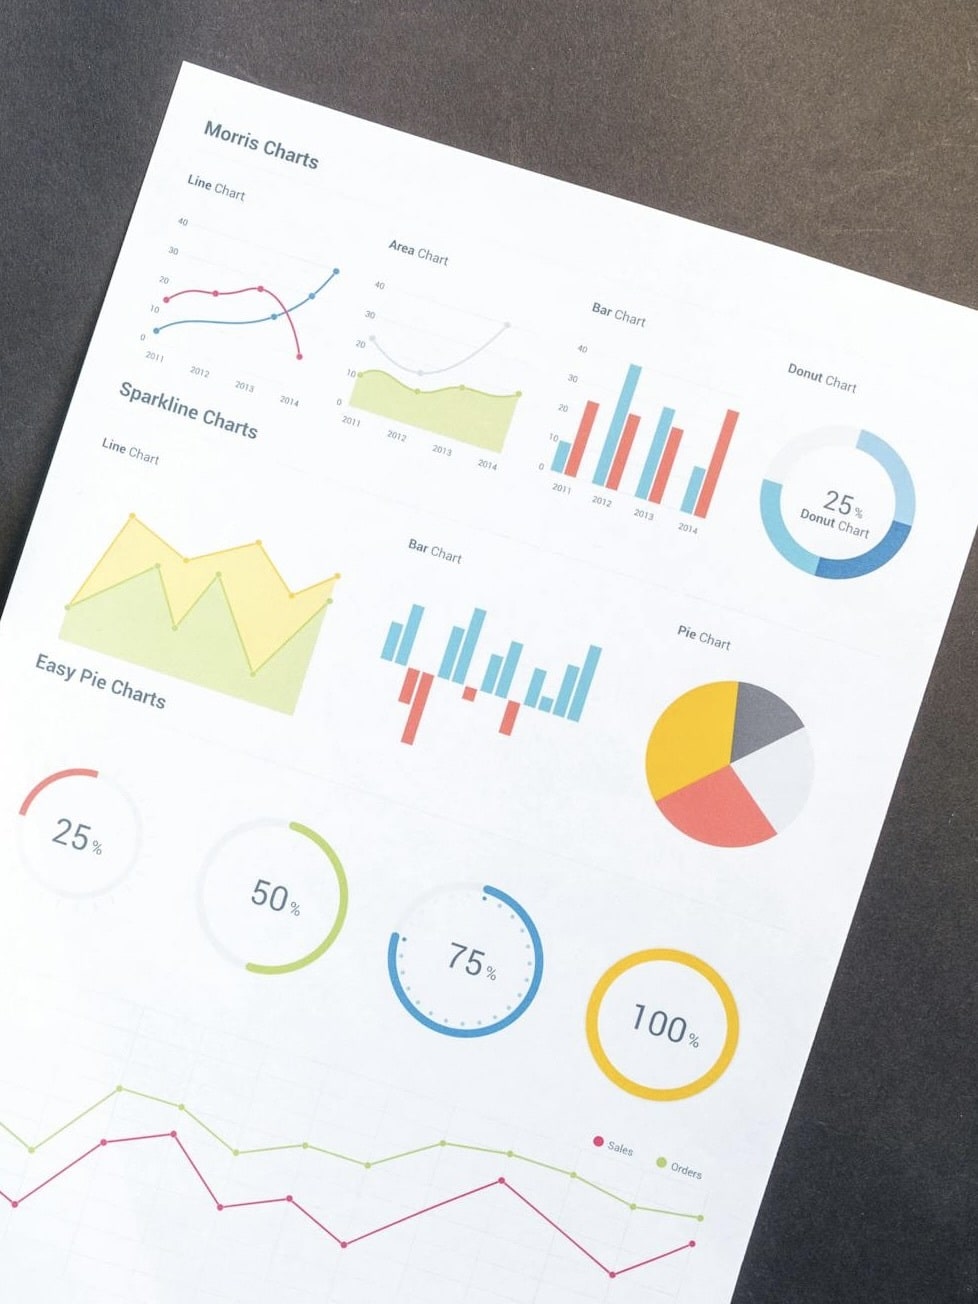 Morris Charts
Line Chart
40
30
20
10
0
2011
2012
2013
2014
Area Chart
40
30
20
10
0
2011
2012
2013
2014
Bar Chart
40
30
20
10
0
2011
2012
2013
2014
Donut Chart
25%
Donut Chart
Sparkline Charts
Line Chart
Bar Chart
Pie Chart
Easy Pie Charts
25%
50%
75%
100%
Sales
Orders